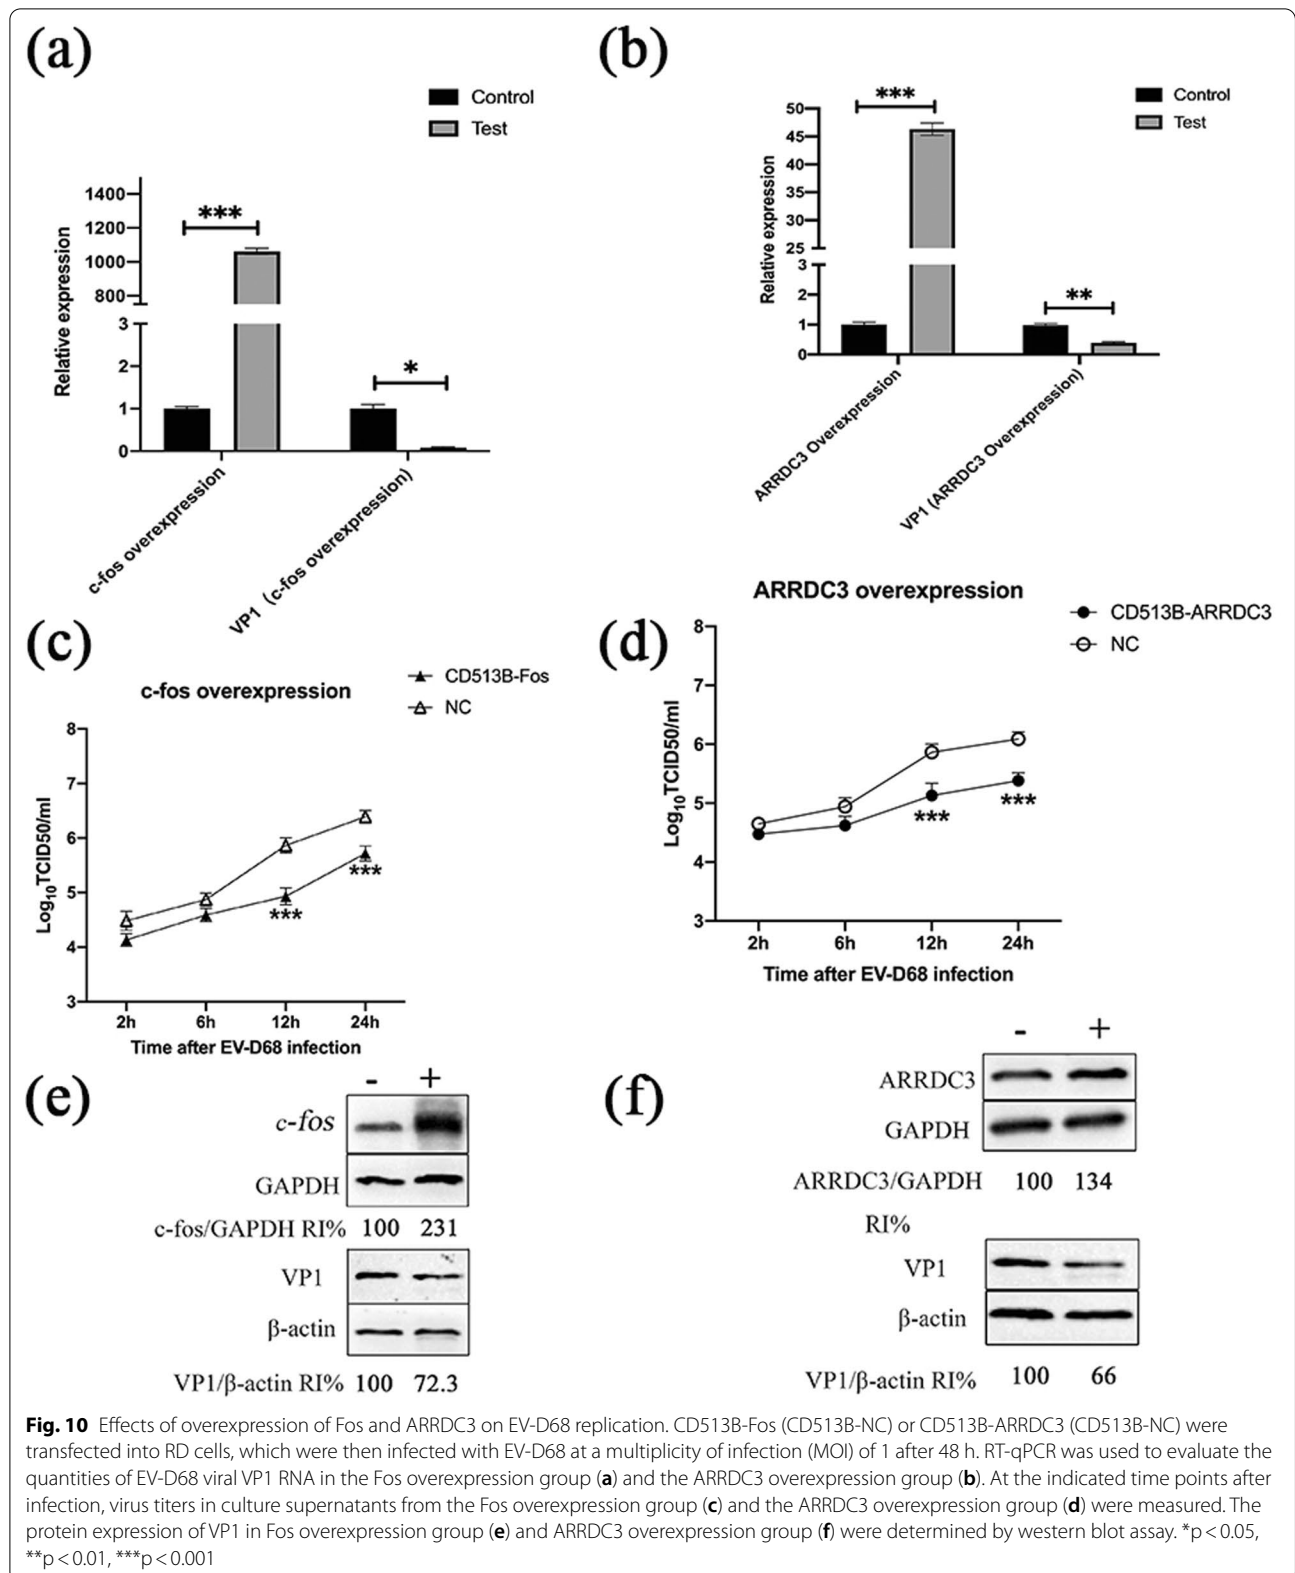 (a)
Control
Test
Relative expression
1400
1200
1000
800
3
2
1
0
***
*
c-fos overexpression
VP1 (c-fos overexpression)
(b)
Control
Test
Relative expression
50
45
40
35
30
25
3
2
1
0
***
**
ARRDC3 Overexpression
VP1 (ARRDC3 Overexpression)
(c)
c-fos overexpression
CD513B-Fos
NC
Log10TCID50/ml
8
7
6
5
4
3
***
***
2h 6h 12h 24h
Time after EV-D68 infection
(d)
ARRDC3 overexpression
CD513B-ARRDC3
NC
Log10TCID50/ml
8
7
6
5
4
3
***
***
2h 6h 12h 24h
Time after EV-D68 infection
(e)
- +
c-fos
GAPDH
c-fos/GAPDH RI% 100 231
VP1
β-actin
VP1/β-actin RI% 100 72.3
(f)
- +
ARRDC3
GAPDH
ARRDC3/GAPDH 100 134
RI%
VP1
β-actin
VP1/β-actin RI% 100 66
Fig. 10 Effects of overexpression of Fos and ARRDC3 on EV-D68 replication. CD513B-Fos (CD513B-NC) or CD513B-ARRDC3 (CD513B-NC) were
transfected into RD cells, which were then infected with EV-D68 at a multiplicity of infection (MOI) of 1 after 48 h. RT-qPCR was used to evaluate the
quantities of EV-D68 viral VP1 RNA in the Fos overexpression group (a) and the ARRDC3 overexpression group (b). At the indicated time points after
infection, virus titers in culture supernatants from the Fos overexpression group (c) and the ARRDC3 overexpression group (d) were measured. The
protein expression of VP1 in Fos overexpression group (e) and ARRDC3 overexpression group (f) were determined by western blot assay. *p < 0.05,
**p < 0.01, ***p < 0.001